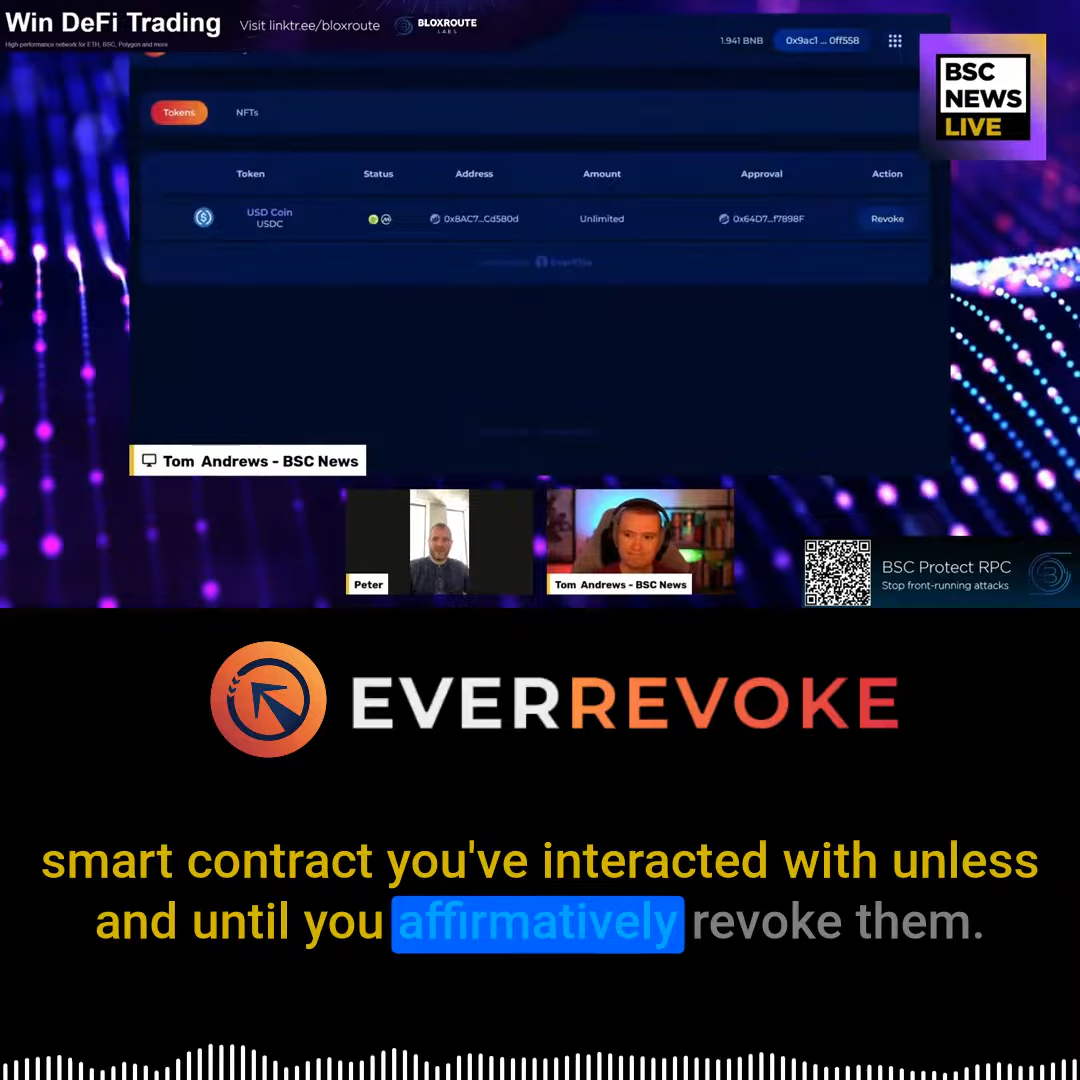 Win DeFi Trading
Visit linktr.ee/bloxroute
BLOXROUTE
LABS
High-performance network for ETH, BSC, Polygon and more
1.941 BNB
0x9ac1 ... 0ff558
BSC
NEWS
LIVE
Tokens
NFTs
Token
Status
Address
Amount
Approval
Action
USD Coin
USDC
0x8AC7...Cd580d
Unlimited
0x64D7...f7898F
Revoke
Tom Andrews - BSC News
Peter
Tom Andrews - BSC News
BSC Protect RPC
Stop front-running attacks
EVERREVOKE
smart contract you've interacted with unless
and until you affirmatively revoke them.